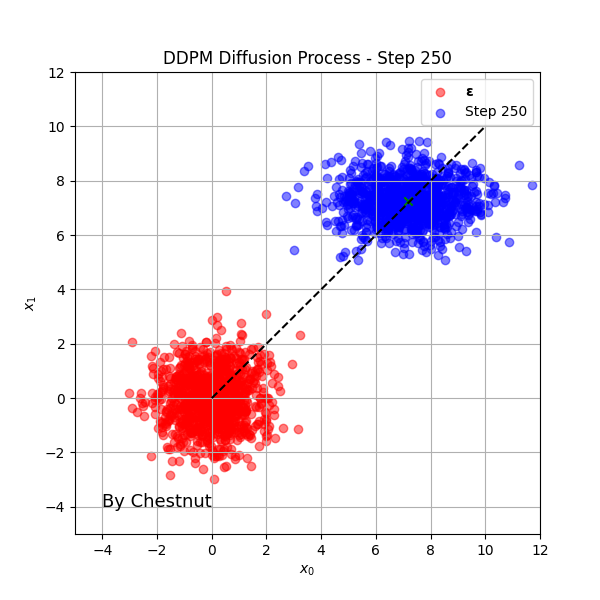 DDPM Diffusion Process - Step 250
12
10
8
6
4
2
0
−2
−4
x₁
ε
Step 250
By Chestnut
−4 −2 0 2 4 6 8 10 12
x₀